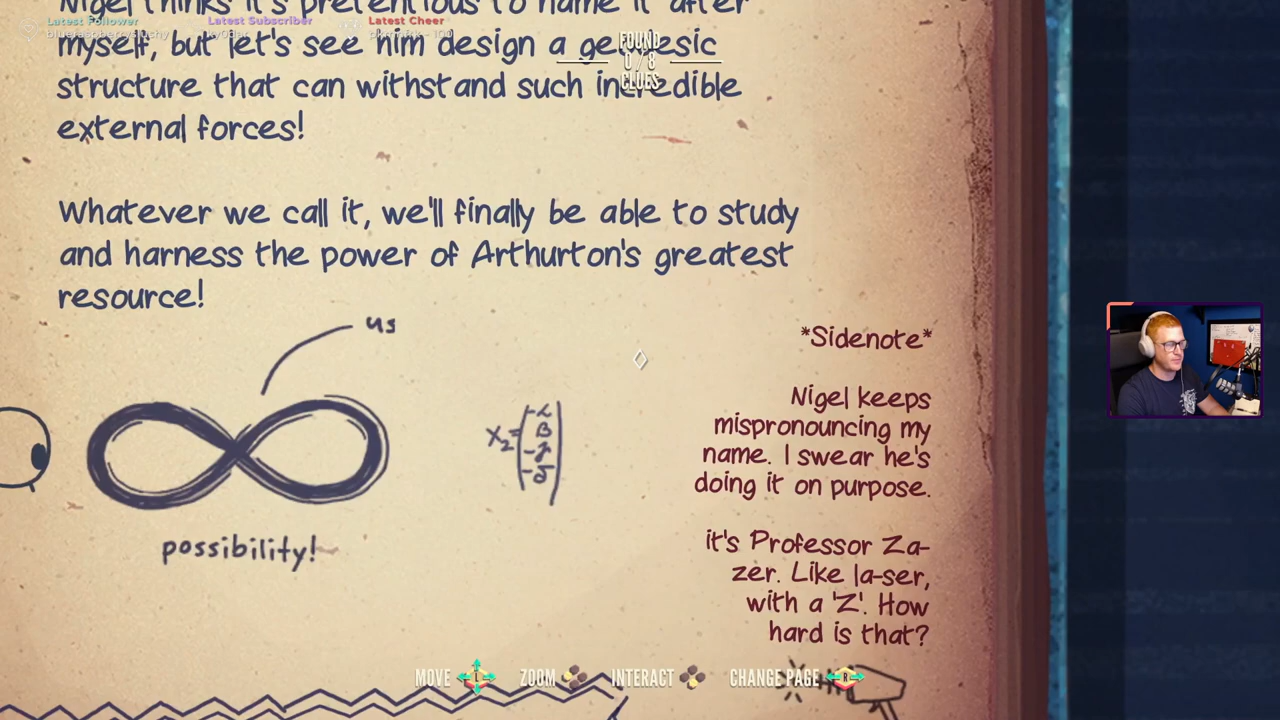 Nigel thinks it's pretentious to name it after
Latest Follower
Latest Subscriber
Latest Cheer
myself, but let's see him design a geodesic
FOUND
0/8
CLUES
structure that can withstand such incredible
external forces!
Whatever we call it, we'll finally be able to study
and harness the power of Arthurton's greatest
resource!
us
*Sidenote*
Nigel keeps
mispronouncing my
name. I swear he's
doing it on purpose.
possibility!
it's Professor Za-
zer. Like la-ser,
with a 'Z'. How
hard is that?
MOVE L ZOOM INTERACT CHANGE PAGE R